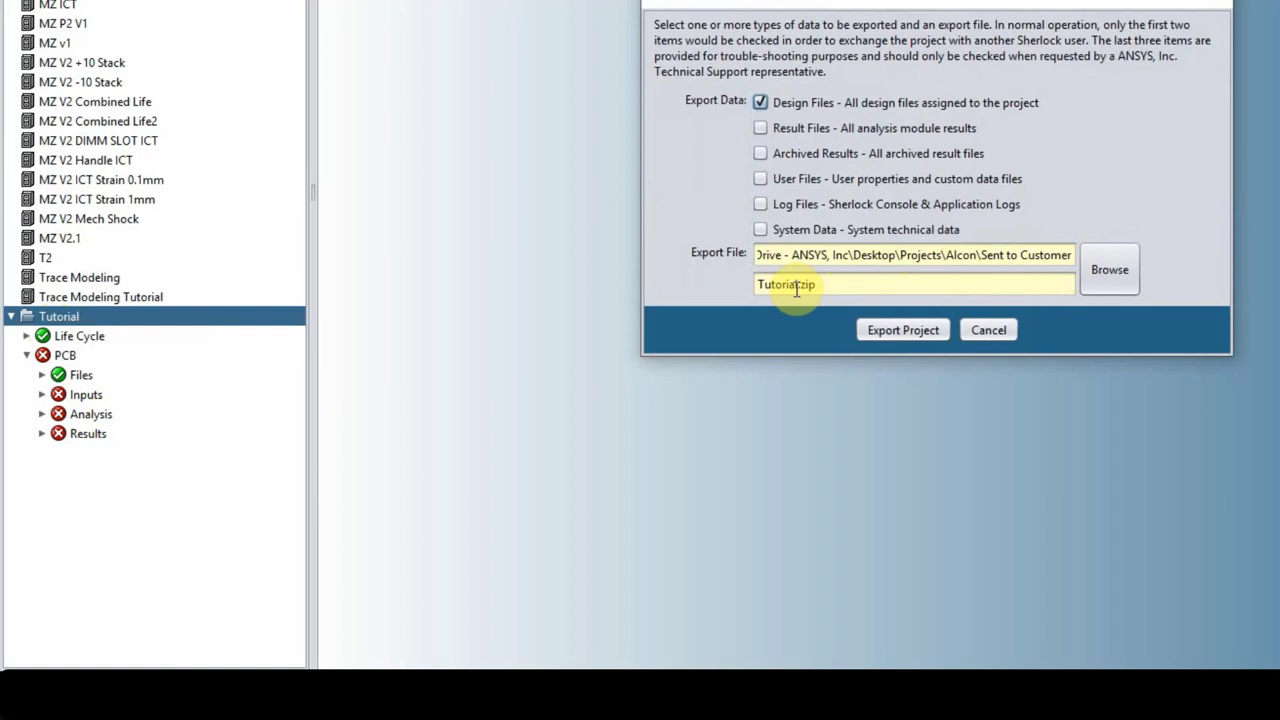 MZ ICT
MZ P2 V1
MZ v1
MZ V2 +10 Stack
MZ V2 -10 Stack
MZ V2 Combined Life
MZ V2 Combined Life2
MZ V2 DIMM SLOT ICT
MZ V2 Handle ICT
MZ V2 ICT Strain 0.1mm
MZ V2 ICT Strain 1mm
MZ V2 Mech Shock
MZ V2.1
T2
Trace Modeling
Trace Modeling Tutorial
Tutorial
Life Cycle
PCB
Files
Inputs
Analysis
Results
Select one or more types of data to be exported and an export file. In normal operation, only the first two
items would be checked in order to exchange the project with another Sherlock user. The last three items are
provided for trouble-shooting purposes and should only be checked when requested by a ANSYS, Inc.
Technical Support representative.
Export Data:
Design Files - All design files assigned to the project
Result Files - All analysis module results
Archived Results - All archived result files
User Files - User properties and custom data files
Log Files - Sherlock Console & Application Logs
System Data - System technical data
Export File:
Drive - ANSYS, Inc\Desktop\Projects\Alcon\Sent to Customer
Tutorial.zip
Browse
Export Project
Cancel